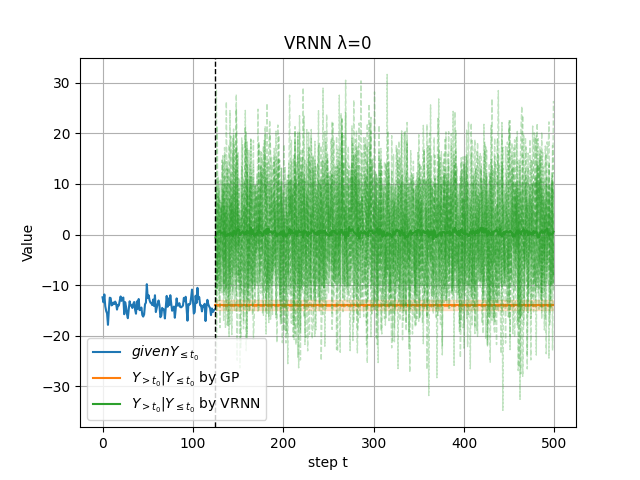 VRNN λ=0
Value
30
20
10
0
−10
−20
−30
givenY≤t₀
Y>t₀|Y≤t₀ by GP
Y>t₀|Y≤t₀ by VRNN
0 100 200 300 400 500
step t